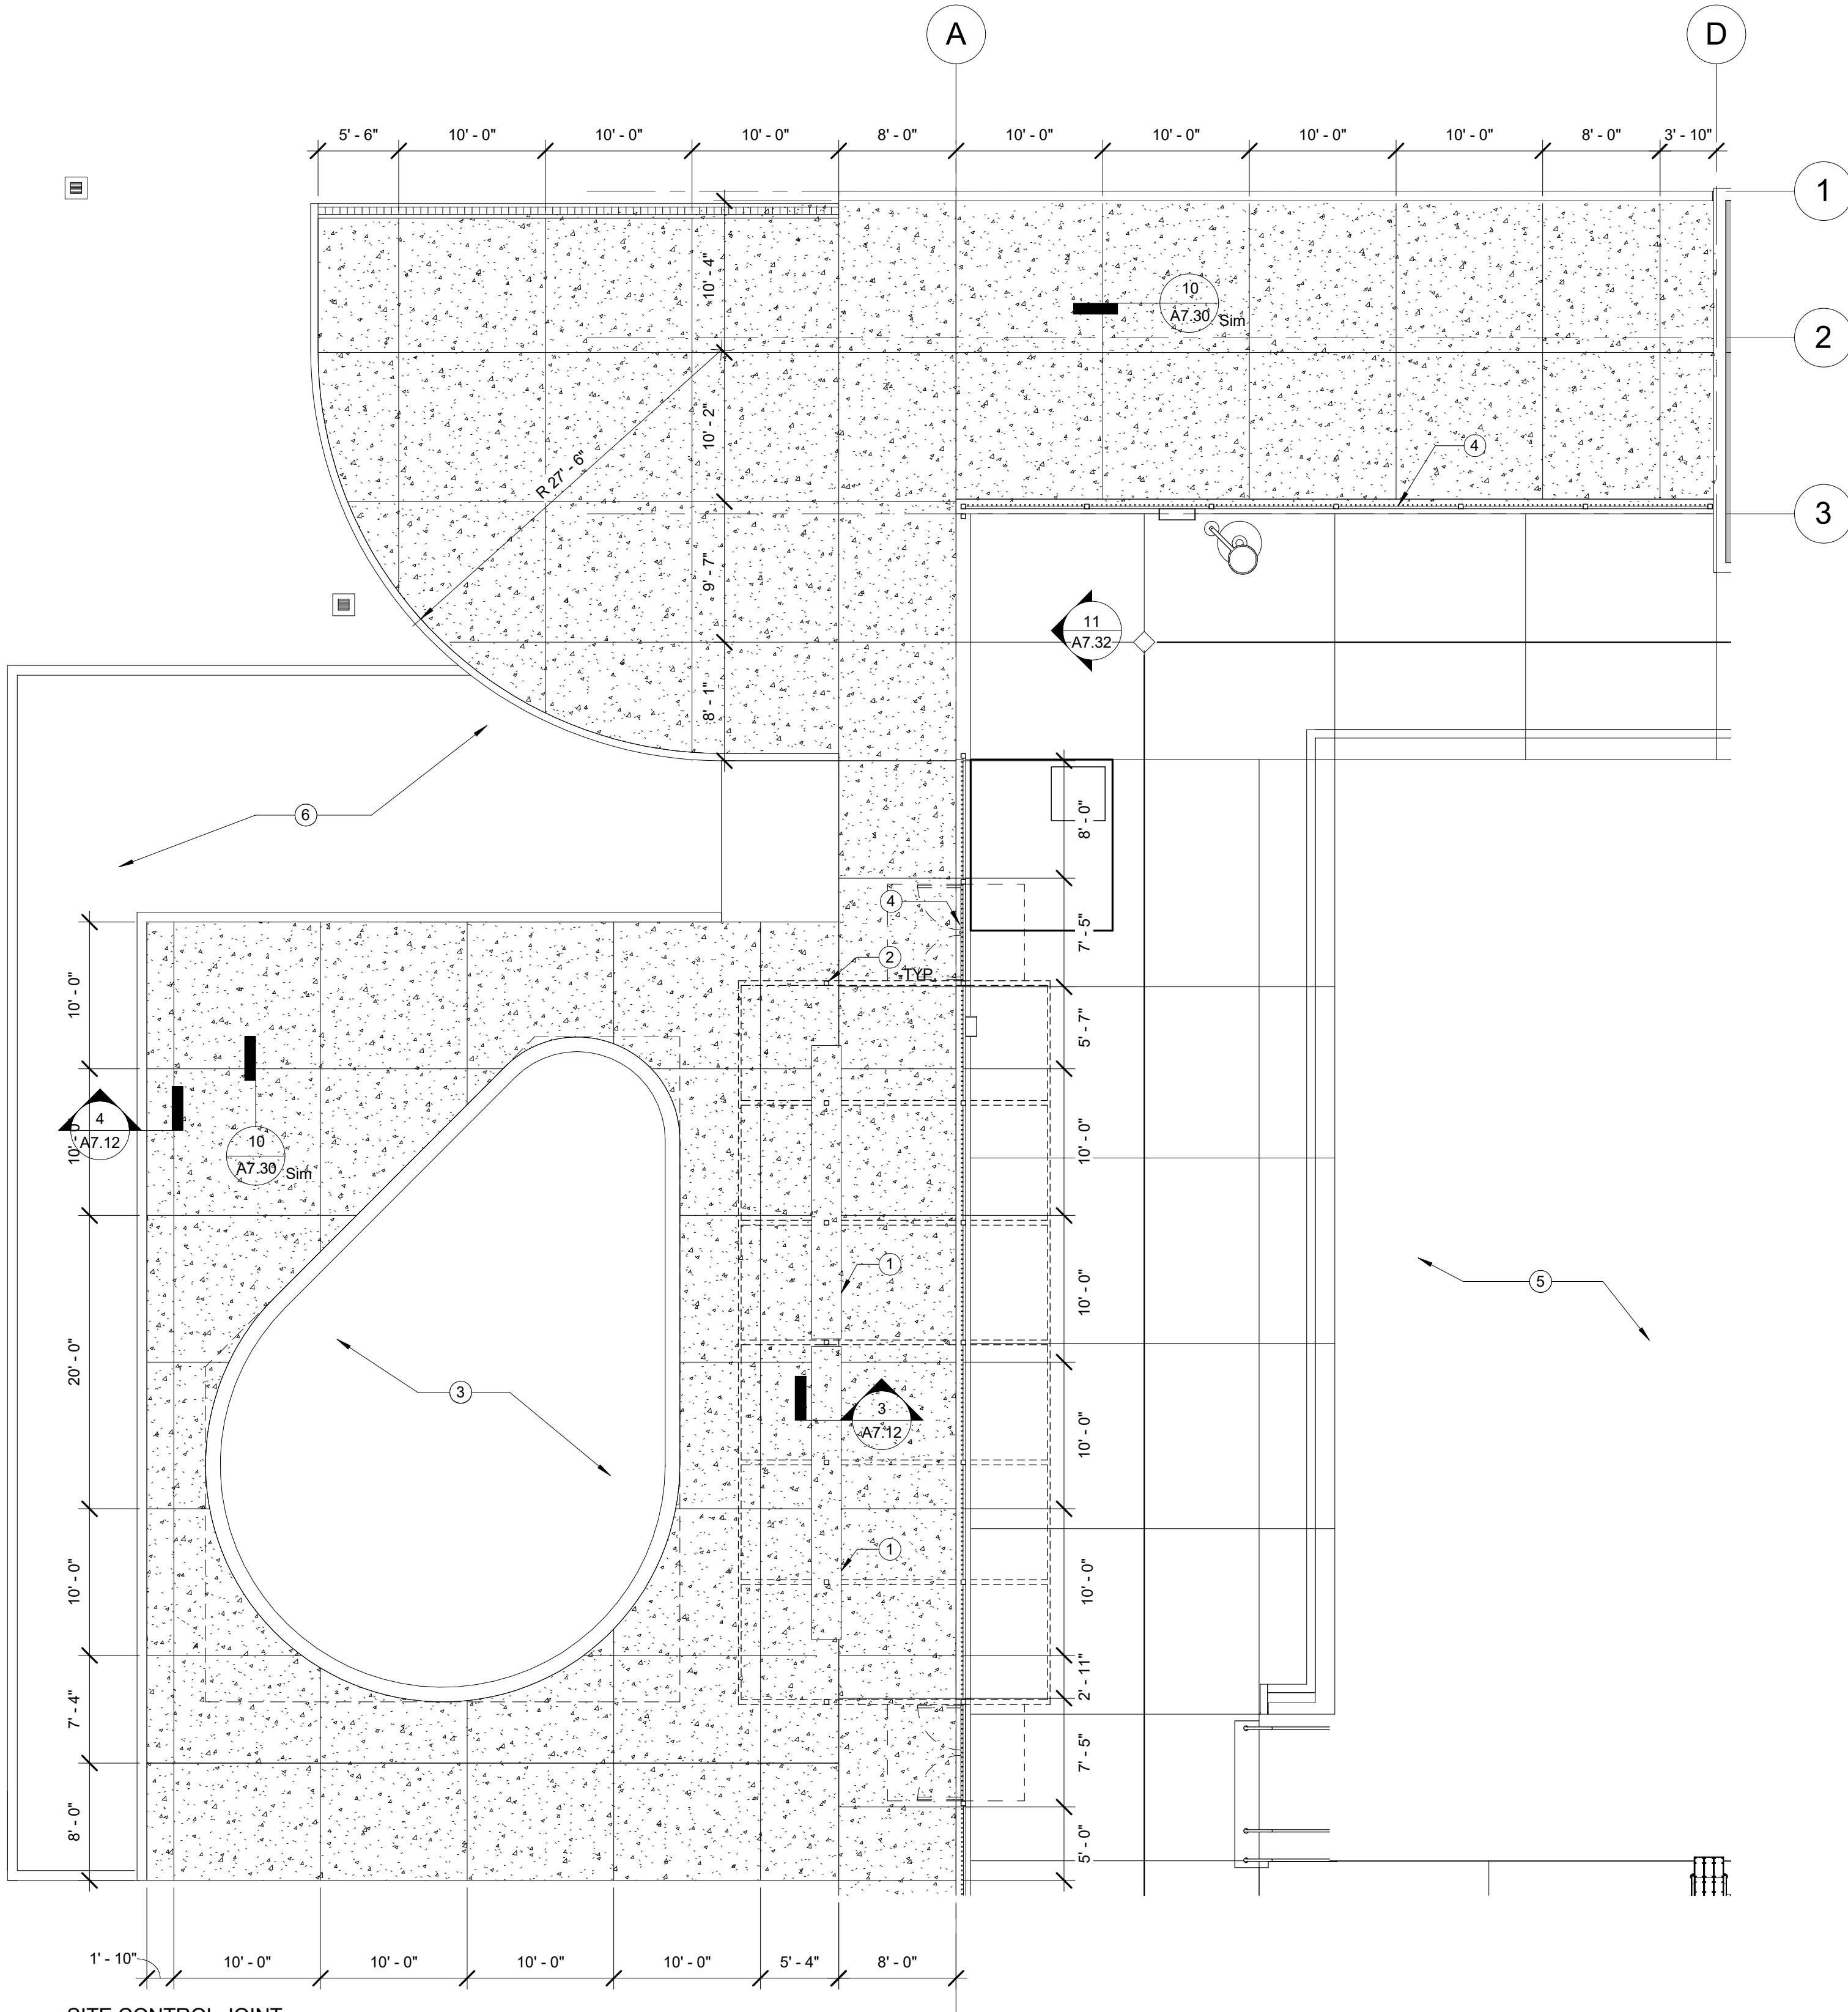 A
D
5' - 6"
10' - 0"
10' - 0"
10' - 0"
8' - 0"
10' - 0"
10' - 0"
10' - 0"
10' - 0"
8' - 0"
3' - 10"
1
2
3
10' - 4"
10' - 2"
9' - 7"
8' - 1"
R 27' - 6"
10
A7.30
Sim
4
11
A7.32
6
8' - 0"
4
7' - 5"
2
TYP.
5' - 7"
10' - 0"
10' - 0"
10' - 0"
10' - 0"
2' - 11"
7' - 5"
5' - 0"
10' - 0"
10' - 0"
20' - 0"
10' - 0"
7' - 4"
8' - 0"
4
A7.12
10
A7.30
Sim
1
5
3
3
A7.12
1
1' - 10"
10' - 0"
10' - 0"
10' - 0"
10' - 0"
5' - 4"
8' - 0"
SITE CONTROL JOINT